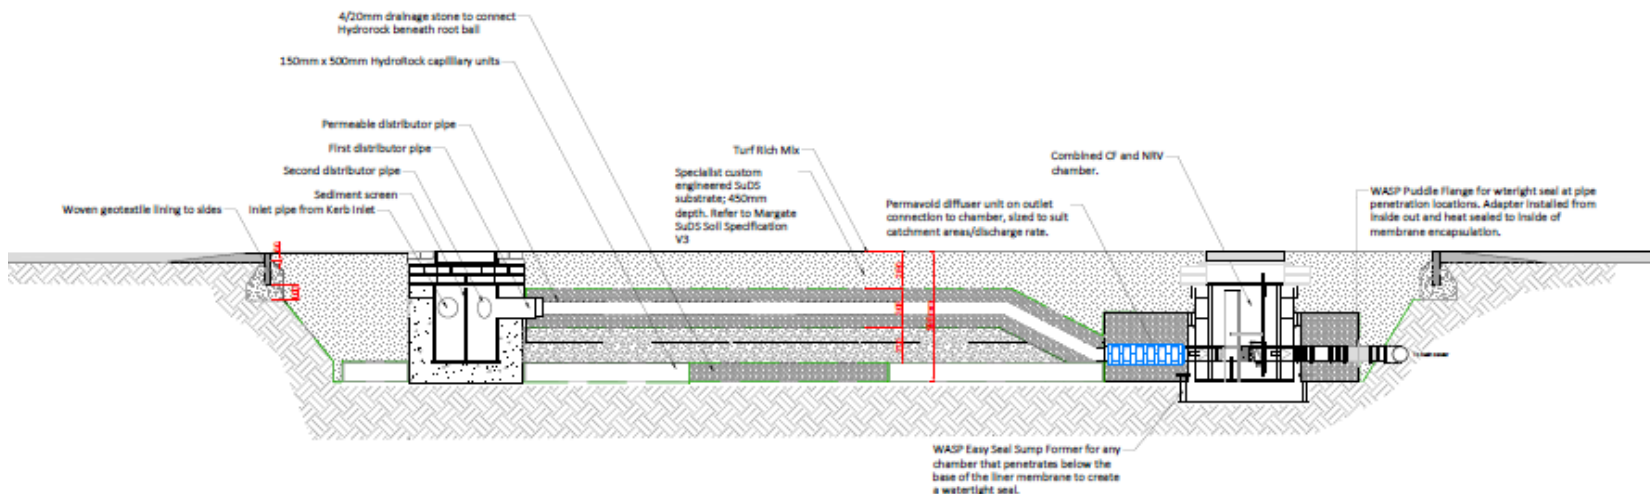 4/20mm drainage stone to connect
Hydrorock beneath root ball
150mm x 500mm HydroRock capilliary units
Permeable distributor pipe
First distributor pipe
Second distributor pipe
Sediment screen
Woven geotextile lining to sides
Inlet pipe from Kerb Inlet
Turf Rich Mix
Specialist custom
engineered SuDS
substrate; 450mm
depth. Refer to Margate
SuDS Soil Specification
V3
Permavoid diffuser unit on outlet
connection to chamber, sized to suit
catchment areas/discharge rate.
Combined CF and NRV
chamber.
WASP Puddle Flange for wteright seal at pipe
penetration locations. Adapter installed from
inside out and heat sealed to inside of
membrane encapsulation.
WASP Easy Seal Sump Former for any
chamber that penetrates below the
base of the liner membrane to create
a watertight seal.